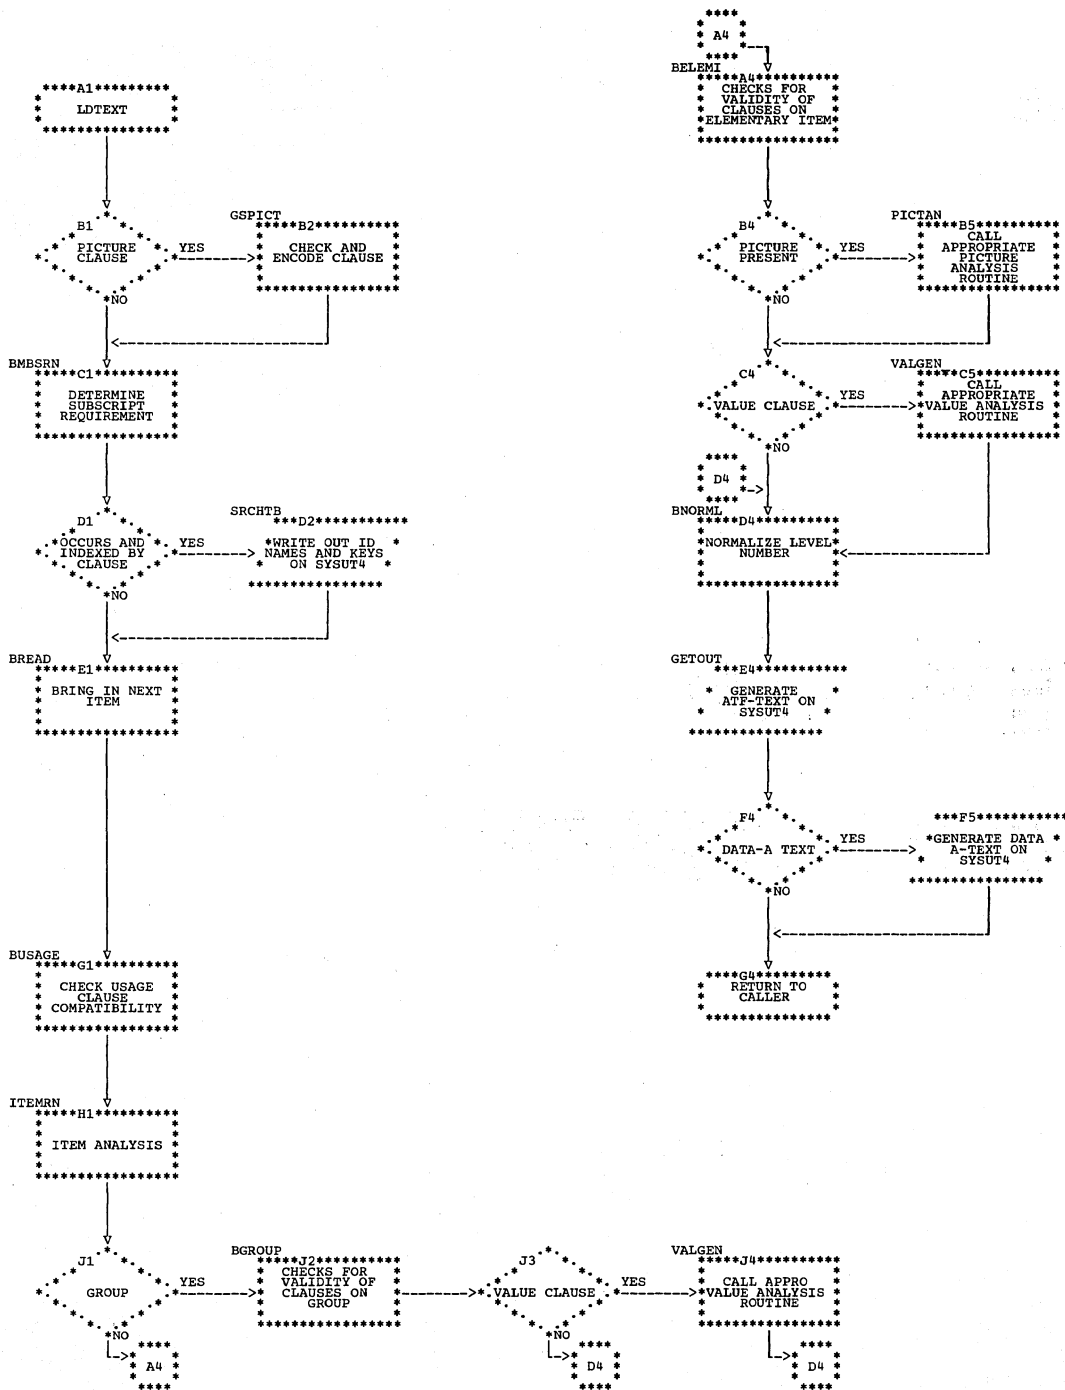 A1
LDTEXT
B1
PICTURE
CLAUSE
YES
NO
GSPICT
B2
CHECK AND
ENCODE CLAUSE
BMBSRN
C1
DETERMINE
SUBSCRIPT
REQUIREMENT
D1
OCCURS AND
INDEXED BY
CLAUSE
YES
NO
SRCHTB
D2
WRITE OUT ID
NAMES AND KEYS
ON SYSUT4
BREAD
E1
BRING IN NEXT
ITEM
BUSAGE
G1
CHECK USAGE
CLAUSE
COMPATIBILITY
ITEMRN
H1
ITEM ANALYSIS
J1
GROUP
YES
NO
A4
BGROUP
J2
CHECKS FOR
VALIDITY OF
CLAUSES ON
GROUP
J3
VALUE CLAUSE
YES
NO
D4
VALGEN
J4
CALL APPRO
VALUE ANALYSIS
ROUTINE
D4
A4
BELEMI
A4
CHECKS FOR
VALIDITY OF
CLAUSES ON
ELEMENTARY ITEM
B4
PICTURE
PRESENT
YES
NO
PICTAN
B5
CALL
APPROPRIATE
PICTURE
ANALYSIS
ROUTINE
C4
VALUE CLAUSE
YES
NO
VALGEN
C5
CALL
APPROPRIATE
VALUE ANALYSIS
ROUTINE
D4
BNORML
D4
NORMALIZE LEVEL
NUMBER
GETOUT
E4
GENERATE
ATF-TEXT ON
SYSUT4
F4
DATA-A TEXT
YES
NO
F5
GENERATE DATA
A-TEXT ON
SYSUT4
G4
RETURN TO
CALLER